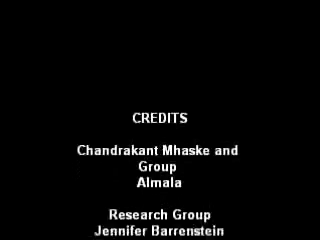 CREDITS
Chandrakant Mhaske and
Group
Almala
Research Group
Jennifer Barrenstein